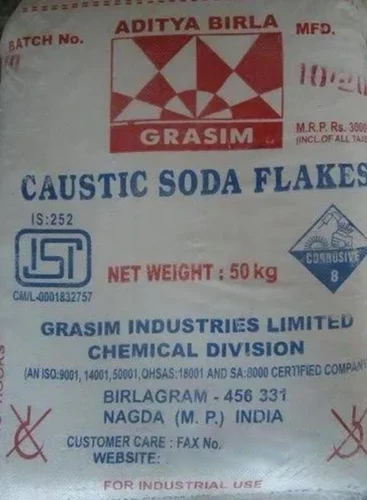 ADITYA BIRLA
BATCH No.
MFD.
GRASIM
M.R.P. Rs. 3000
(INCL.OF ALL TAX
CAUSTIC SODA FLAKES
IS:252
ISI
CM/L-0001832757
NET WEIGHT : 50 kg
CORROSIVE
8
GRASIM INDUSTRIES LIMITED
CHEMICAL DIVISION
(AN ISO:9001, 14001,50001,OHSAS:18001 AND SA:8000 CERTIFIED COMPANY
BIRLAGRAM - 456 331
NAGDA (M. P.) INDIA
CUSTOMER CARE : FAX No.
WEBSITE:
FOR INDUSTRIAL USE